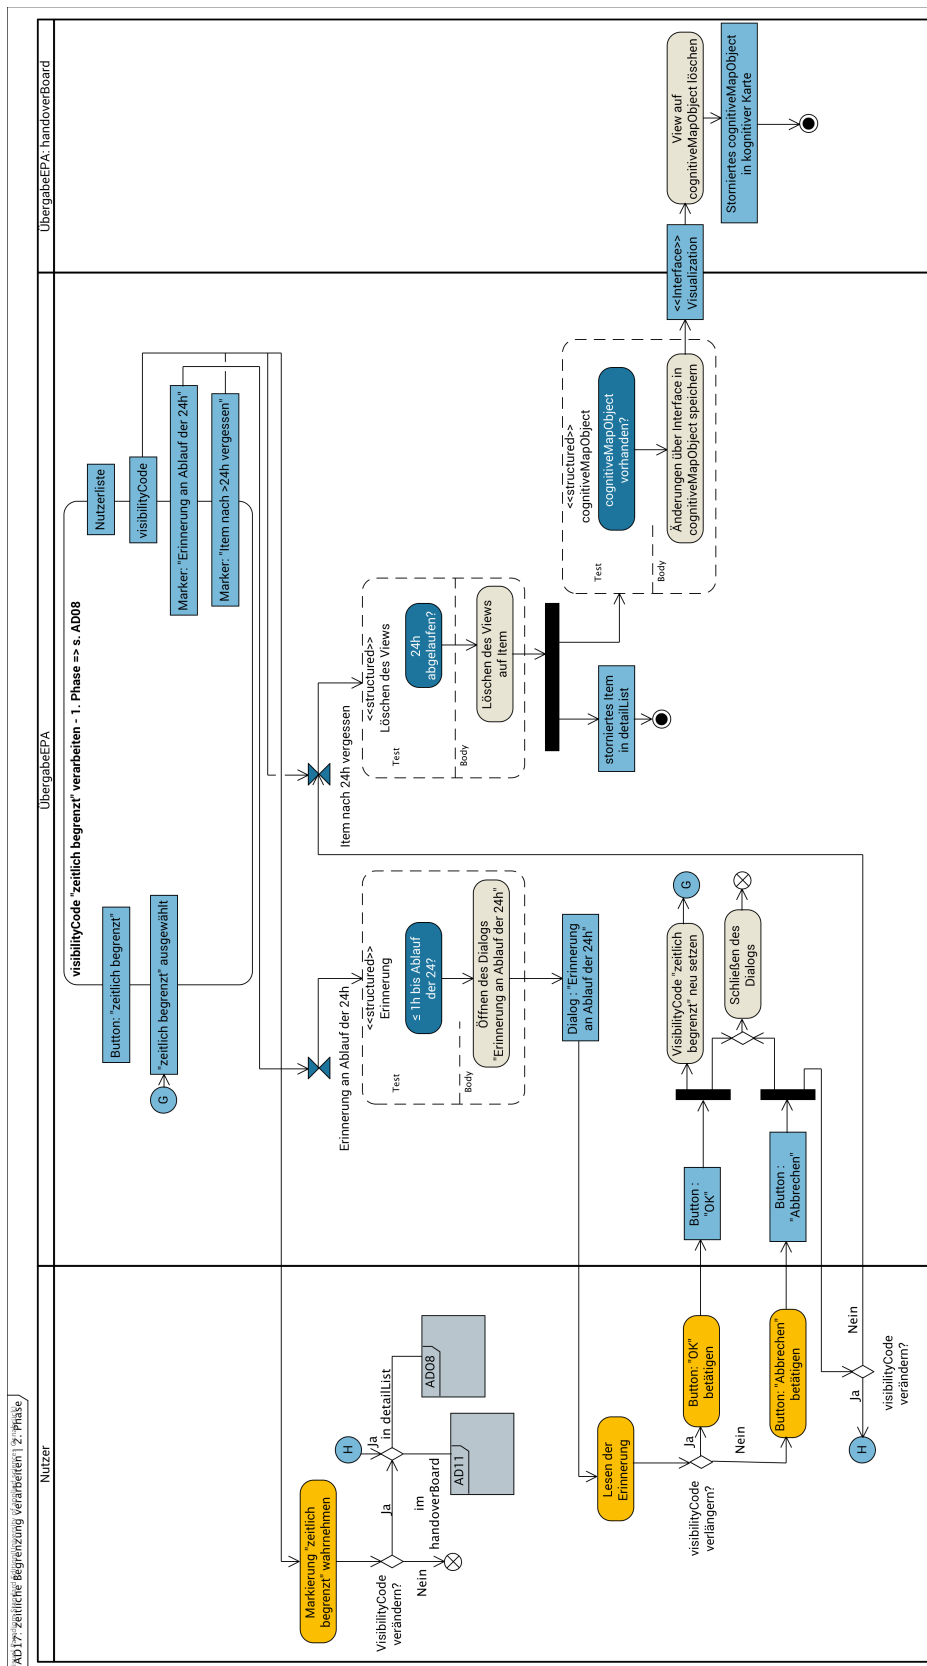 AD17: zeitliche Begrenzung verarbeiten | 2. Phase
Nutzer
ÜbergabeEPA
ÜbergabeEPA: handoverBoard
visibilityCode "zeitlich begrenzt" verarbeiten - 1. Phase => s. AD08
Button: "zeitlich begrenzt"
"zeitlich begrenzt" ausgewählt
G
Nutzerliste
visibilityCode
Marker: "Erinnerung an Ablauf der 24h"
Marker: "Item nach >24h vergessen"
Markierung "zeitlich
begrenzt" wahrnehmen
VisibilityCode
verändern?
Nein
Ja
H
Ja
in detailList
im
handoverBoard
AD08
AD11
Erinnerung an Ablauf der 24h
<<structured>>
Erinnerung
Test
≤ 1h bis Ablauf
der 24?
Body
Öffnen des Dialogs
"Erinnerung an Ablauf der 24h"
Dialog : "Erinnerung
an Ablauf der 24h"
Item nach 24h vergessen
<<structured>>
Löschen des Views
Test
24h
abgelaufen?
Body
Löschen des Views
auf Item
storniertes Item
in detailList
<<structured>>
cognitiveMapObject
Test
cognitiveMapObject
vorhanden?
Body
Änderungen über Interface in
cognitiveMapObject speichern
<<Interface>>
Visualization
View auf
cognitiveMapObject löschen
Storniertes cognitiveMapObject
in kognitiver Karte
Lesen der
Erinnerung
visibilityCode
verlängern?
Ja
Nein
Button: "OK"
betätigen
Button: "Abbrechen"
betätigen
Button :
"OK"
Button :
"Abbrechen"
VisibilityCode "zeitlich
begrenzt" neu setzen
G
Schließen des
Dialogs
H
Ja
Nein
visibilityCode
verändern?